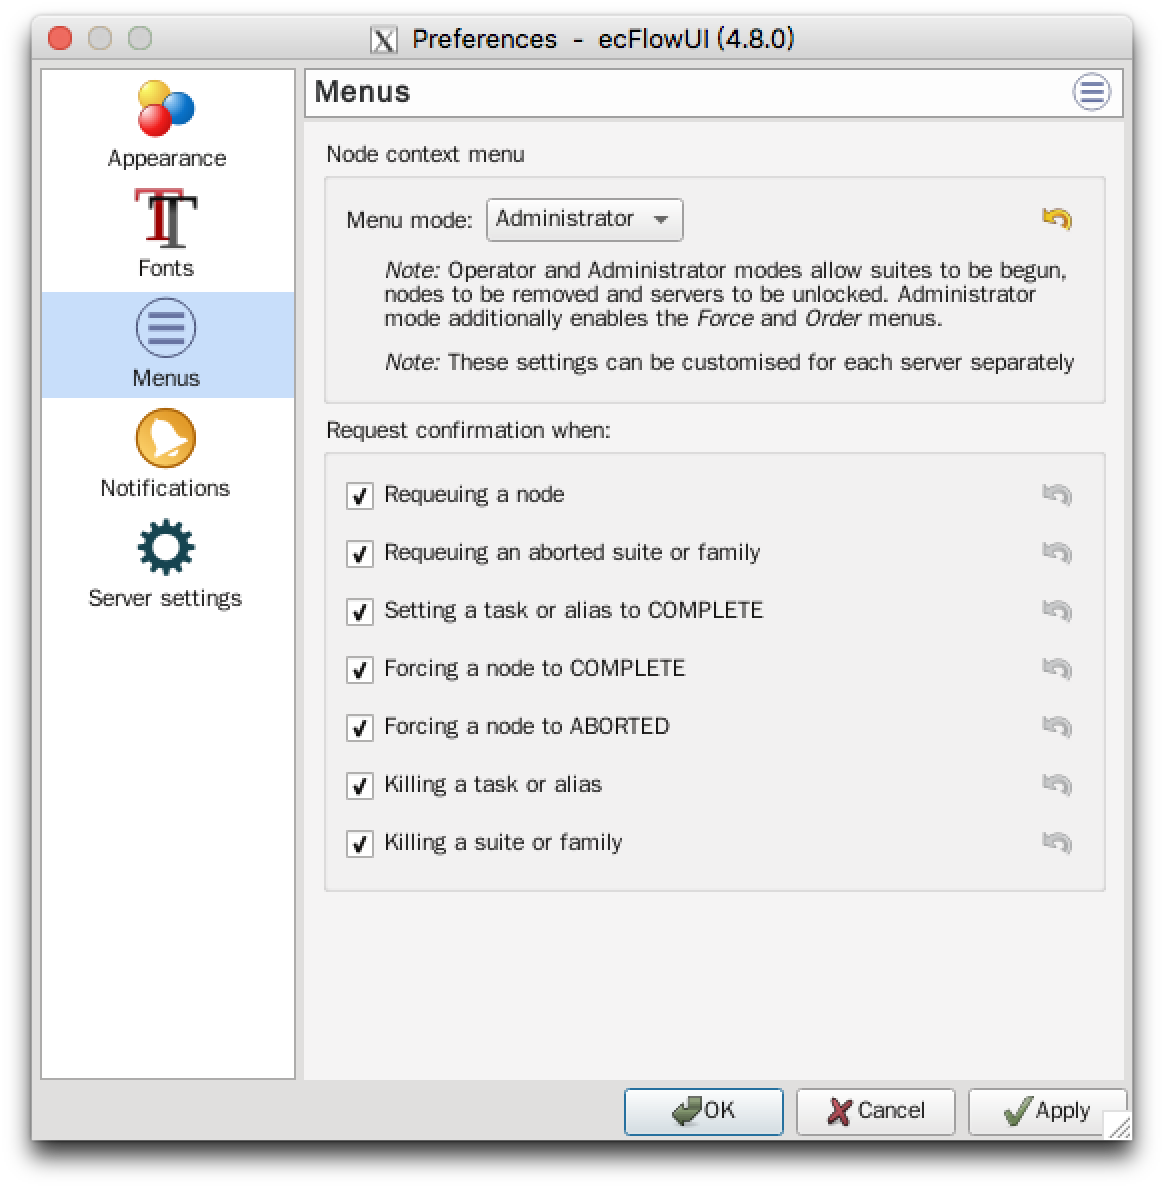 Preferences - ecFlowUI (4.8.0)
Appearance
Fonts
Menus
Notifications
Server settings
Menus
Node context menu
Menu mode: Administrator
Note: Operator and Administrator modes allow suites to be begun,
nodes to be removed and servers to be unlocked. Administrator
mode additionally enables the Force and Order menus.
Note: These settings can be customised for each server separately
Request confirmation when:
Requeuing a node
Requeuing an aborted suite or family
Setting a task or alias to COMPLETE
Forcing a node to COMPLETE
Forcing a node to ABORTED
Killing a task or alias
Killing a suite or family
OK Cancel Apply